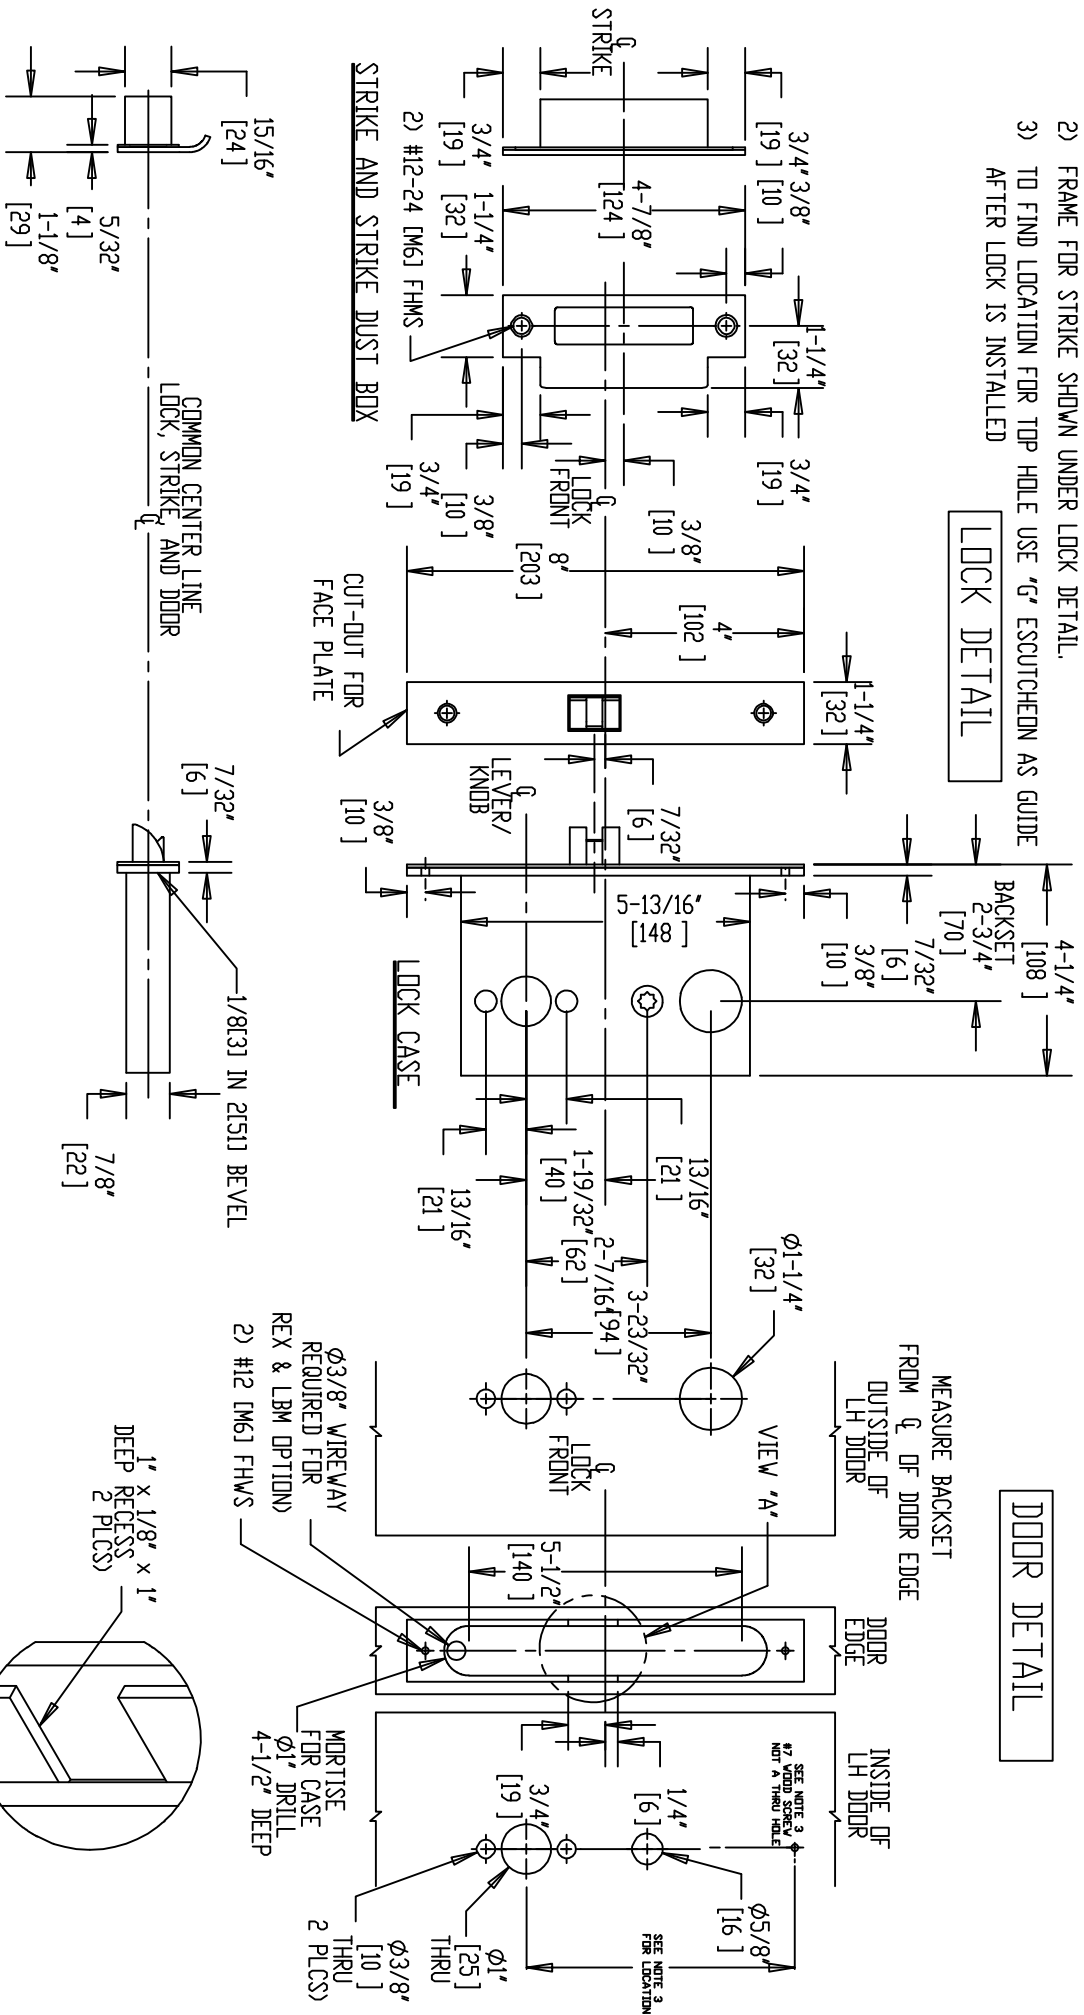 2) FRAME FOR STRIKE SHOWN UNDER LOCK DETAIL.
3) TO FIND LOCATION FOR TOP HOLE USE "G" ESCUTCHEON AS GUIDE
AFTER LOCK IS INSTALLED
LOCK DETAIL
DOOR DETAIL
℄
STRIKE
3/4"
[19 ]
3/4"
[19 ]
3/8"
[10 ]
4-7/8"
[124 ]
1-1/4"
[32 ]
2) #12-24 [M6] FHMS
STRIKE AND STRIKE DUST BOX
1-1/4"
[32 ]
3/4"
[19 ]
3/4"
[19 ]
3/8"
[10 ]
℄
LOCK
FRONT
3/8"
[10 ]
8"
[203 ]
4"
[102 ]
CUT-OUT FOR
FACE PLATE
1-1/4"
[32 ]
7/32"
[6 ]
℄
LEVER/
KNOB
3/8"
[10 ]
4-1/4"
[108 ]
BACKSET
2-3/4"
[70 ]
7/32"
[6 ]
3/8"
[10 ]
5-13/16"
[148 ]
LOCK CASE
13/16"
[21 ]
13/16"
[21 ]
1-19/32"
[40 ]
2-7/16"
[62 ]
3-23/32"
[94 ]
Ø1-1/4"
[32 ]
MEASURE BACKSET
FROM ℄ OF DOOR EDGE
OUTSIDE OF
LH DOOR
VIEW "A"
℄
LOCK
FRONT
5-1/2"
[140 ]
DOOR
EDGE
Ø3/8" WIREWAY
REQUIRED FOR
REX & LBM OPTION)
2) #12 [M6] FHWS
MORTISE
FOR CASE
Ø1" DRILL
4-1/2" DEEP
INSIDE OF
LH DOOR
SEE NOTE 3
#7 WOOD SCREW
NOT A THRU HOLE
1/4"
[6 ]
3/4"
[19 ]
Ø5/8"
[16 ]
SEE NOTE 3
FOR LOCATION
Ø1"
[25 ]
THRU
Ø3/8"
[10 ]
THRU
2 PLCS)
15/16"
[24 ]
5/32"
[4 ]
1-1/8"
[29 ]
COMMON CENTER LINE
LOCK, STRIKE, AND DOOR
℄
7/32"
[6 ]
1/8[3] IN 2[51] BEVEL
7/8"
[22 ]
1" x 1/8" x 1"
DEEP RECESS
2 PLCS)